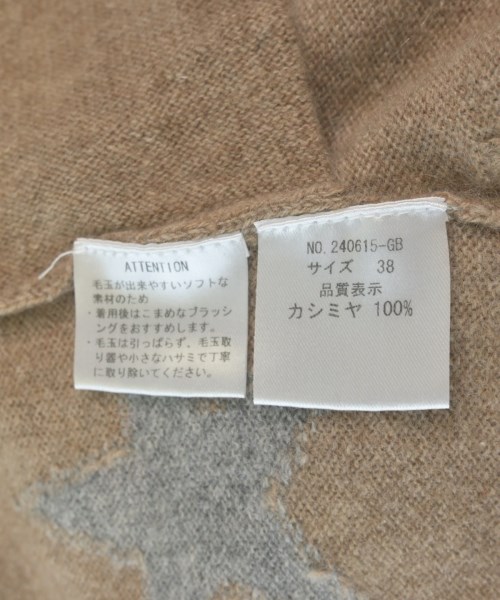 ATTENTION
毛玉が出来やすいソフトな
素材のため
・着用後はこまめなブラッシ
ングをおすすめします。
・毛玉は引っぱらず、毛玉取
り器や小さなハサミで丁寧
に取り除いてください。
NO. 240615-GB
サイズ 38
品質表示
カシミヤ 100%